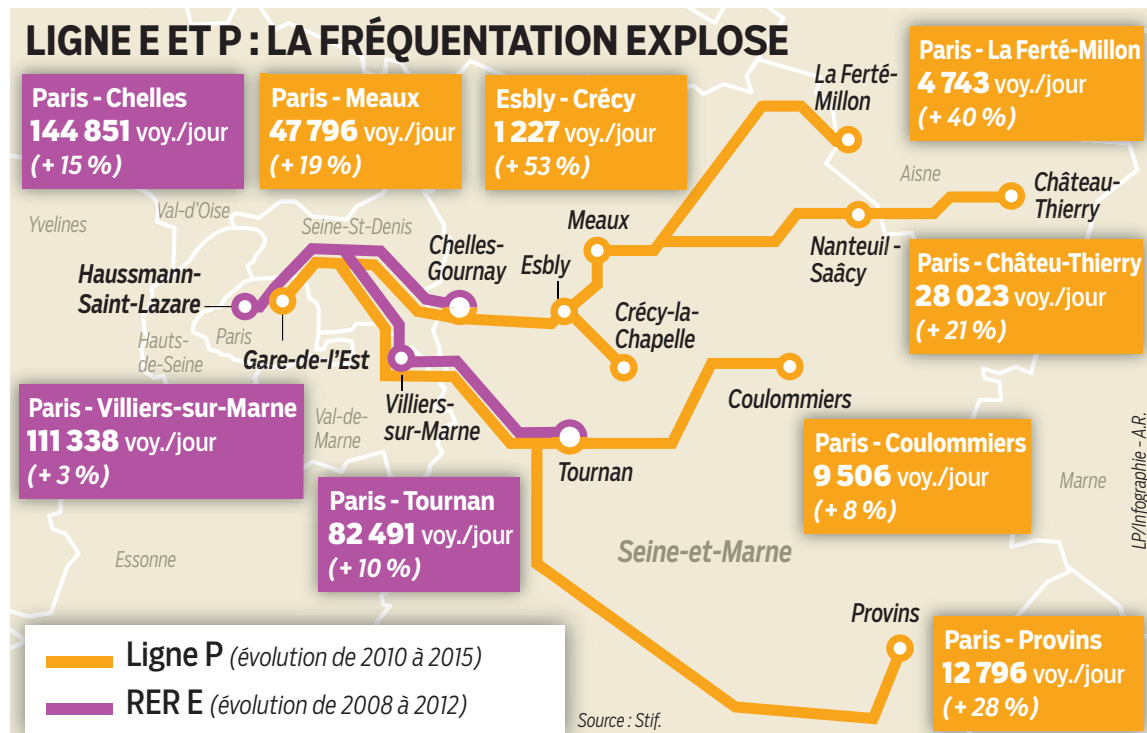 LIGNE E ET P : LA FRÉQUENTATION EXPLOSE
Paris - Chelles
144 851 voy./jour
(+ 15 %)
Paris - Meaux
47 796 voy./jour
(+ 19 %)
Esbly - Crécy
1 227 voy./jour
(+ 53 %)
Paris - La Ferté-Millon
4 743 voy./jour
(+ 40 %)
La Ferté-
Millon
Aisne
Château-
Thierry
Yvelines
Val-d'Oise
Seine-St-Denis
Chelles-
Gournay
Meaux
Esbly
Nanteuil -
Saâcy
Haussmann-
Saint-Lazare
Paris
Hauts-
de-Seine
Gare-de-l'Est
Crécy-la-
Chapelle
Paris - Châteu-Thierry
28 023 voy./jour
(+ 21 %)
Paris - Villiers-sur-Marne
111 338 voy./jour
(+ 3 %)
Val-de-
Marne
Villiers-
sur-Marne
Coulommiers
Tournan
Paris - Coulommiers
9 506 voy./jour
(+ 8 %)
Marne
LP/Infographie - A.R.
Paris - Tournan
82 491 voy./jour
(+ 10 %)
Essonne
Seine-et-Marne
Provins
Paris - Provins
12 796 voy./jour
(+ 28 %)
Ligne P (évolution de 2010 à 2015)
RER E (évolution de 2008 à 2012)
Source : Stif.